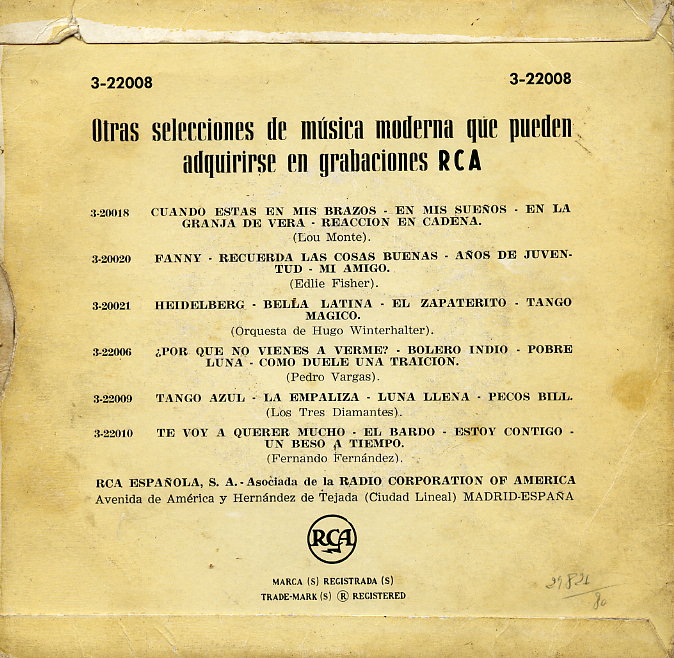 3-22008 3-22008
Otras selecciones de música moderna que pueden
adquirirse en grabaciones RCA
3-20018 CUANDO ESTAS EN MIS BRAZOS - EN MIS SUEÑOS - EN LA
GRANJA DE VERA - REACCION EN CADENA.
(Lou Monte).
3-20020 FANNY - RECUERDA LAS COSAS BUENAS - AÑOS DE JUVEN-
TUD - MI AMIGO.
(Edlie Fisher).
3-20021 HEIDELBERG - BELLA LATINA - EL ZAPATERITO - TANGO
MAGICO.
(Orquesta de Hugo Winterhalter).
3-22006 ¿POR QUE NO VIENES A VERME? - BOLERO INDIO - POBRE
LUNA - COMO DUELE UNA TRAICION.
(Pedro Vargas).
3-22009 TANGO AZUL - LA EMPALIZA - LUNA LLENA - PECOS BILL.
(Los Tres Diamantes).
3-22010 TE VOY A QUERER MUCHO - EL BARDO - ESTOY CONTIGO -
UN BESO A TIEMPO.
(Fernando Fernández).
RCA ESPAÑOLA, S. A. - Asociada de la RADIO CORPORATION OF AMERICA
Avenida de América y Hernández de Tejada (Ciudad Lineal) MADRID-ESPAÑA
RCA
MARCA (S) REGISTRADA (S)
TRADE-MARK (S) ® REGISTERED
80